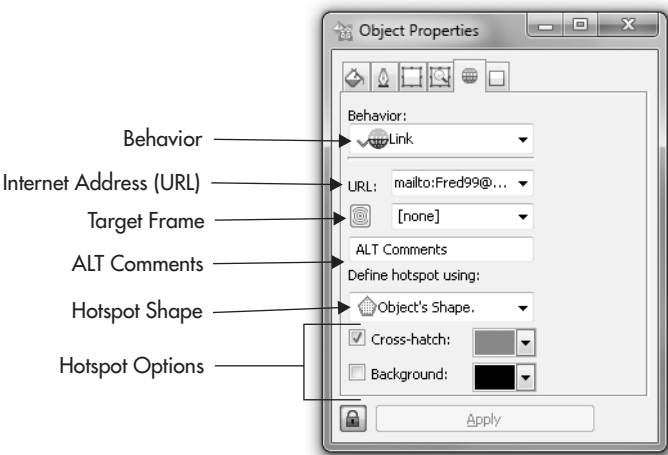 Object Properties
Behavior:
Behavior
Link
Internet Address (URL)
URL:
mailto:Fred99@...
Target Frame
[none]
ALT Comments
ALT Comments
Define hotspot using:
Hotspot Shape
Object's Shape.
Hotspot Options
Cross-hatch:
Background:
Apply